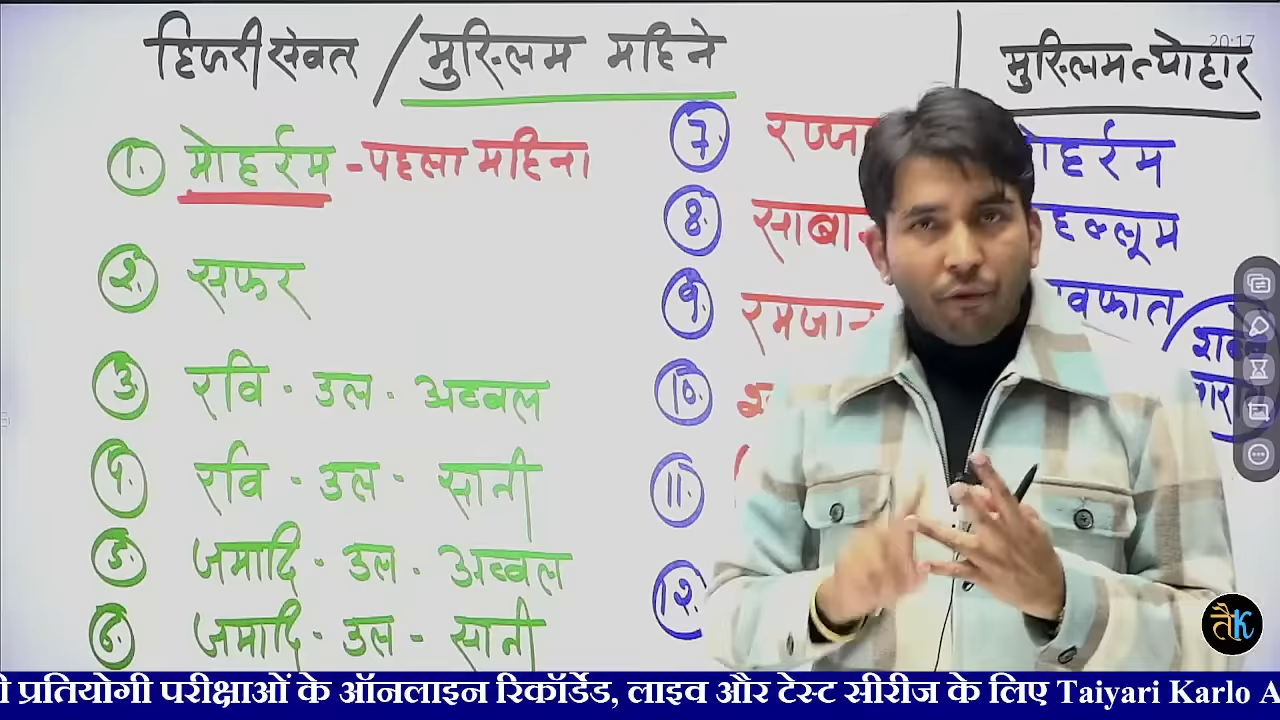 हिजरी संवत / मुस्लिम महिने
1. मोहर्रम - पहला महिना
2. सफर
3. रवि - उल - अव्वल
4. रवि - उल - सानी
5. जमादि - उल - अव्वल
6. जमादि - उल - सानी
7. रज्ज
8. साबान
9. रमजान
10.
11.
12.
20:17
मुस्लिम त्योहार
ोहर्रम
वफात
तैK
प्रतियोगी परीक्षाओं के ऑनलाइन रिकॉर्डेड, लाइव और टेस्ट सीरीज के लिए Taiyari Karlo A